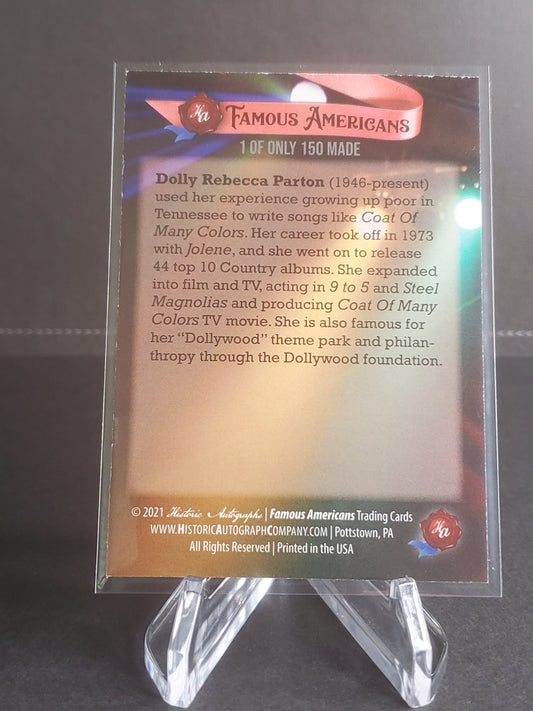 Ha FAMOUS AMERICANS
1 OF ONLY 150 MADE
Dolly Rebecca Parton (1946-present)
used her experience growing up poor in
Tennessee to write songs like Coat Of
Many Colors. Her career took off in 1973
with Jolene, and she went on to release
44 top 10 Country albums. She expanded
into film and TV, acting in 9 to 5 and Steel
Magnolias and producing Coat Of Many
Colors TV movie. She is also famous for
her “Dollywood” theme park and philan-
thropy through the Dollywood foundation.
© 2021 Historic Autographs | Famous Americans Trading Cards
WWW.HISTORICAUTOGRAPHCOMPANY.COM | Pottstown, PA
All Rights Reserved | Printed in the USA
Ha